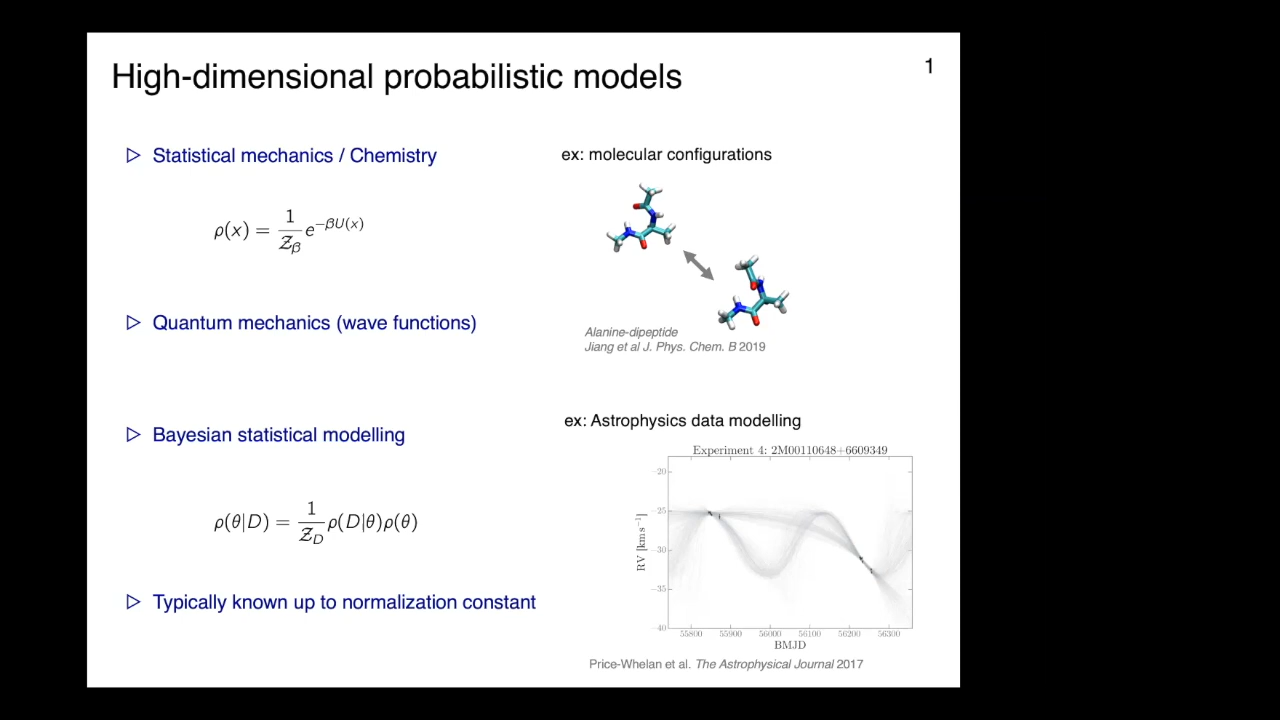 High-dimensional probabilistic models
1
▷ Statistical mechanics / Chemistry
ρ(x) = 1/𝒵_β e^{−βU(x)}
▷ Quantum mechanics (wave functions)
▷ Bayesian statistical modelling
ρ(θ|D) = 1/𝒵_D ρ(D|θ)ρ(θ)
▷ Typically known up to normalization constant
ex: molecular configurations
Alanine-dipeptide
Jiang et al J. Phys. Chem. B 2019
ex: Astrophysics data modelling
Experiment 4: 2M00110648+6609349
RV [km s⁻¹]
−20
−25
−30
−35
−40
55800 55900 56000 56100 56200 56300
BMJD
Price-Whelan et al. The Astrophysical Journal 2017